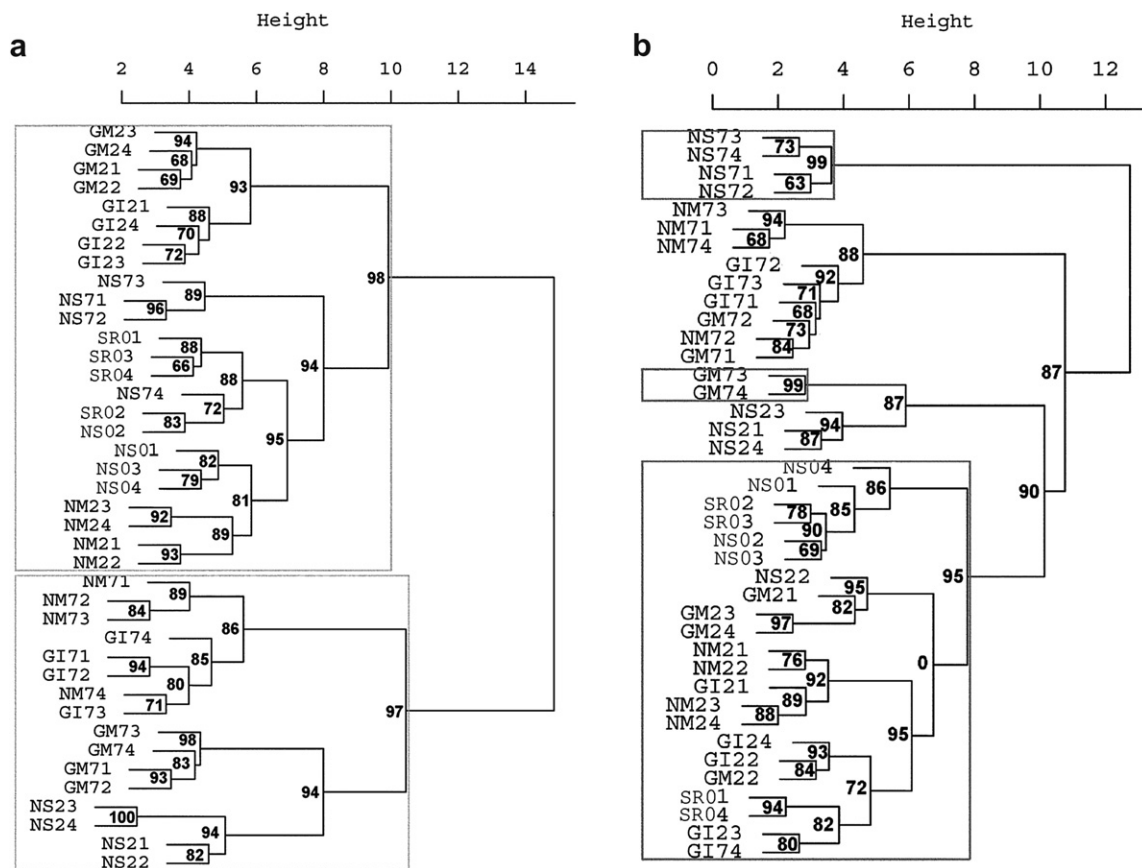 a
Height
2 4 6 8 10 12 14
GM23
GM24
GM21
GM22
GI21
GI24
GI22
GI23
NS73
NS71
NS72
SR01
SR03
SR04
NS74
SR02
NS02
NS01
NS03
NS04
NM23
NM24
NM21
NM22
NM71
NM72
NM73
GI74
GI71
GI72
NM74
GI73
GM73
GM74
GM71
GM72
NS23
NS24
NS21
NS22
94
68
69
93
88
70
72
98
89
96
94
88
66
88
72
83
95
82
79
81
92
89
93
89
84
86
85
94
80
71
97
98
83
93
94
100
94
82
b
Height
0 2 4 6 8 10 12
NS73
NS74
NS71
NS72
NM73
NM71
NM74
GI72
GI73
GI71
GM72
NM72
GM71
GM73
GM74
NS23
NS21
NS24
NS04
NS01
SR02
SR03
NS02
NS03
NS22
GM21
GM23
GM24
NM21
NM22
GI21
NM23
NM24
GI24
GI22
GM22
SR01
SR04
GI23
GI74
73
99
63
94
68
88
92
71
68
73
84
87
99
87
94
87
90
86
85
78
90
69
95
95
82
97
0
76
92
89
88
95
93
84
72
94
82
80